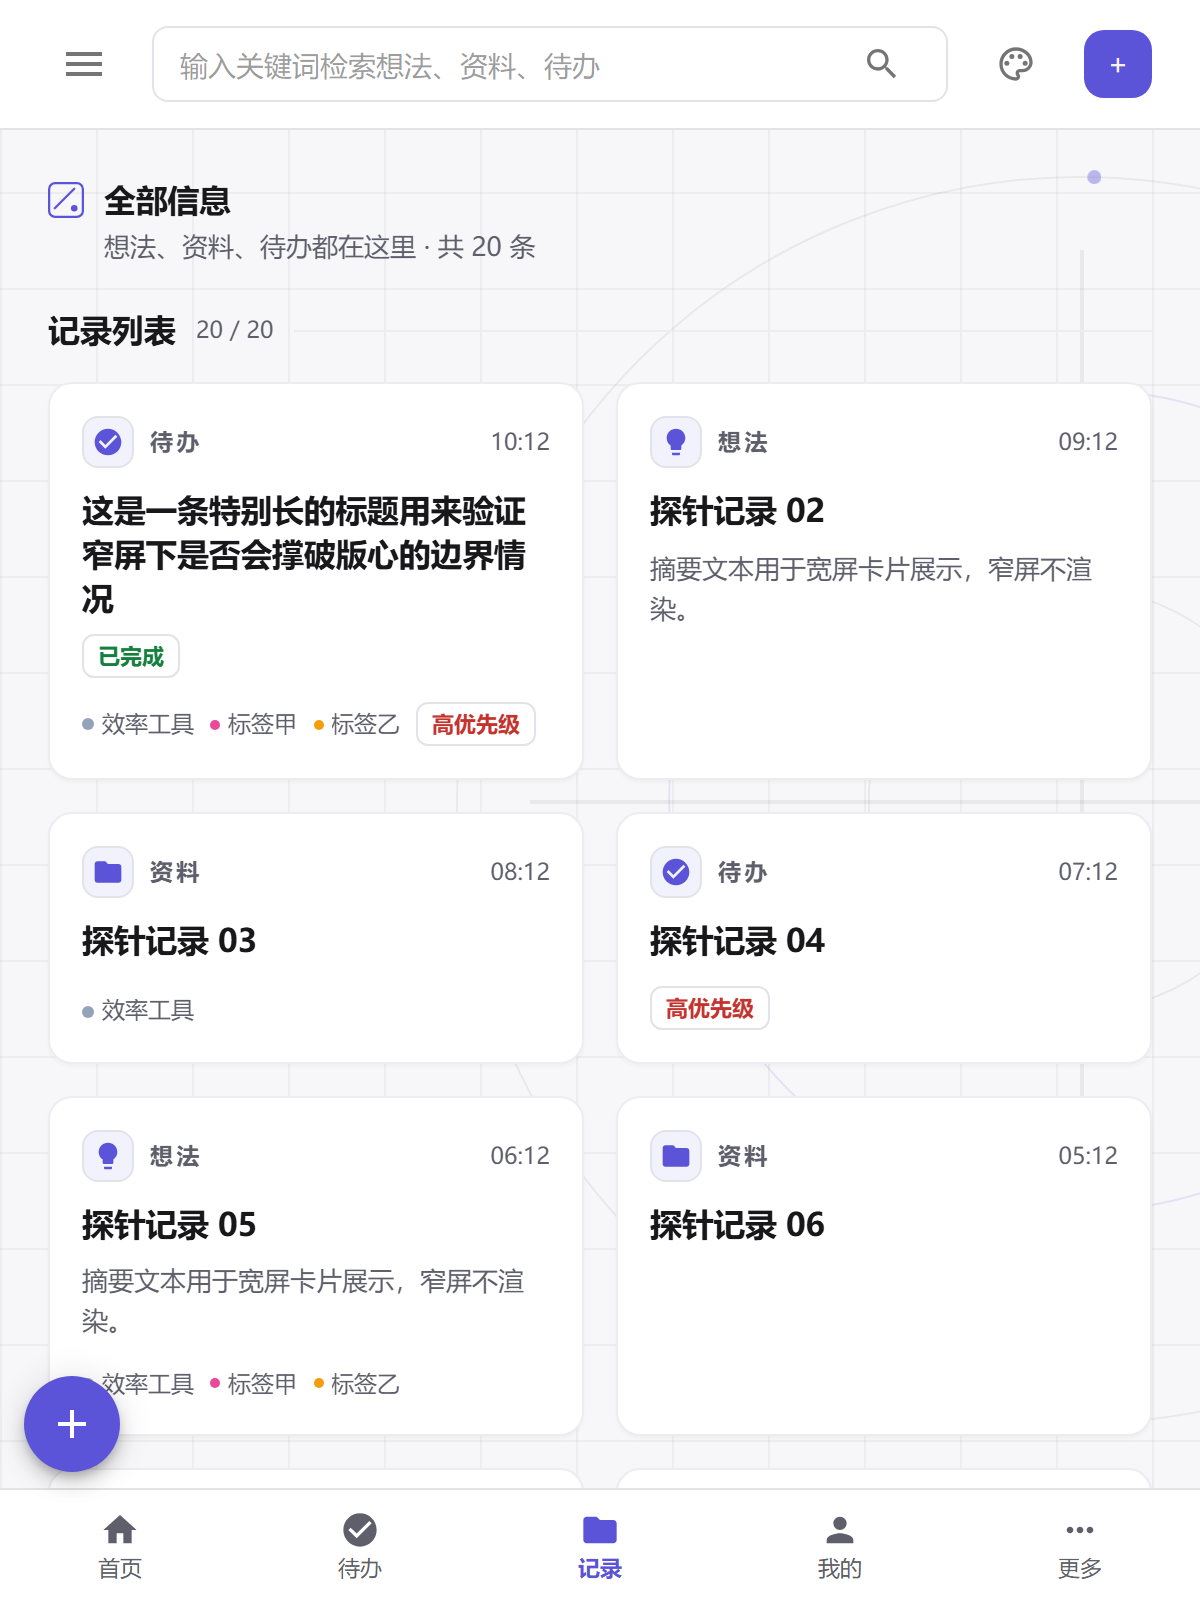 输入关键词检索想法、资料、待办
+
全部信息
想法、资料、待办都在这里 · 共 20 条
记录列表 20 / 20
待办 10:12
这是一条特别长的标题用来验证
窄屏下是否会撑破版心的边界情
况
已完成
效率工具 标签甲 标签乙 高优先级
想法 09:12
探针记录 02
摘要文本用于宽屏卡片展示，窄屏不渲
染。
资料 08:12
探针记录 03
效率工具
待办 07:12
探针记录 04
高优先级
想法 06:12
探针记录 05
摘要文本用于宽屏卡片展示，窄屏不渲
染。
效率工具 标签甲 标签乙
资料 05:12
探针记录 06
首页 待办 记录 我的 更多